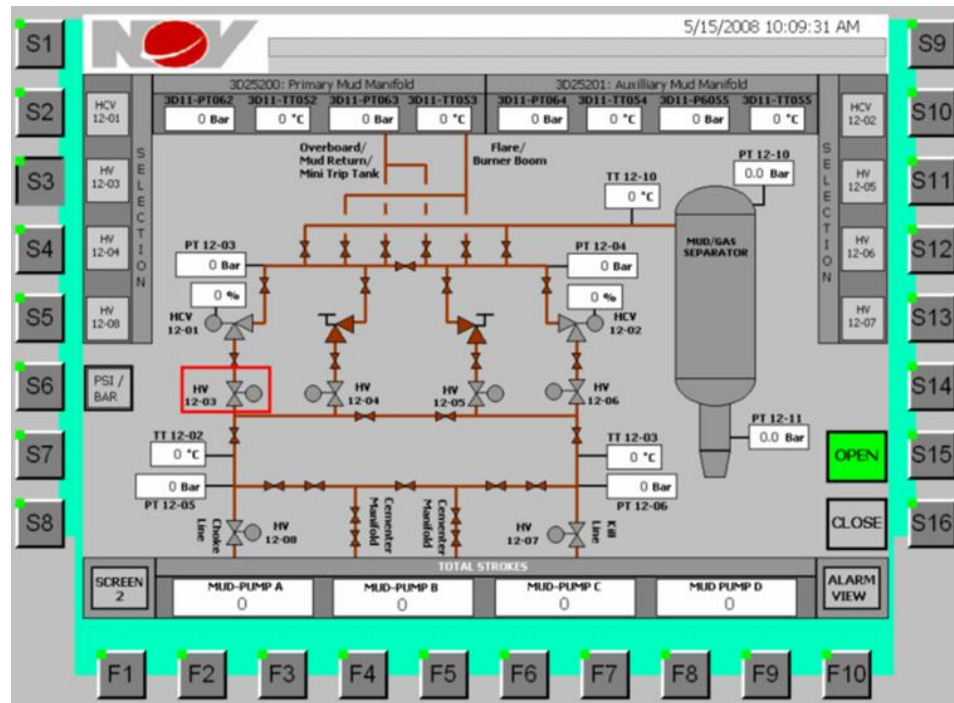 5/15/2008 10:09:31 AM
NOV
S1
S2
S3
S4
S5
S6
S7
S8
S9
S10
S11
S12
S13
S14
S15
S16
3D25200: Primary Mud Manifold
3D25201: Auxilliary Mud Manifold
3D11-PT062 3D11-TT052 3D11-PT063 3D11-TT053
0 Bar 0 °C 0 Bar 0 °C
3D11-PT064 3D11-TT054 3D11-P6055 3D11-TT055
0 Bar 0 °C 0 Bar 0 °C
HCV
12-01
HV
12-03
HV
12-04
HV
12-08
SELECTION
HCV
12-02
HV
12-05
HV
12-06
HV
12-07
SELECTION
Overboard/
Mud Return/
Mini Trip Tank
Flare/
Burner Boom
TT 12-10
0 °C
PT 12-10
0.0 Bar
MUD/GAS
SEPARATOR
PT 12-03
0 Bar
0 %
HCV
12-01
PT 12-04
0 Bar
0 %
HCV
12-02
PSI /
BAR
HV
12-03
HV
12-04
HV
12-05
HV
12-06
PT 12-11
0.0 Bar
TT 12-02
0 °C
0 Bar
PT 12-05
TT 12-03
0 °C
0 Bar
PT 12-06
OPEN
CLOSE
Choke
Line
HV
12-08
Cementer
Manifold
Cementer
Manifold
HV
12-07
Kill
Line
TOTAL STROKES
SCREEN
2
MUD-PUMP A
0
MUD-PUMP B
0
MUD-PUMP C
0
MUD PUMP D
0
ALARM
VIEW
F1 F2 F3 F4 F5 F6 F7 F8 F9 F10